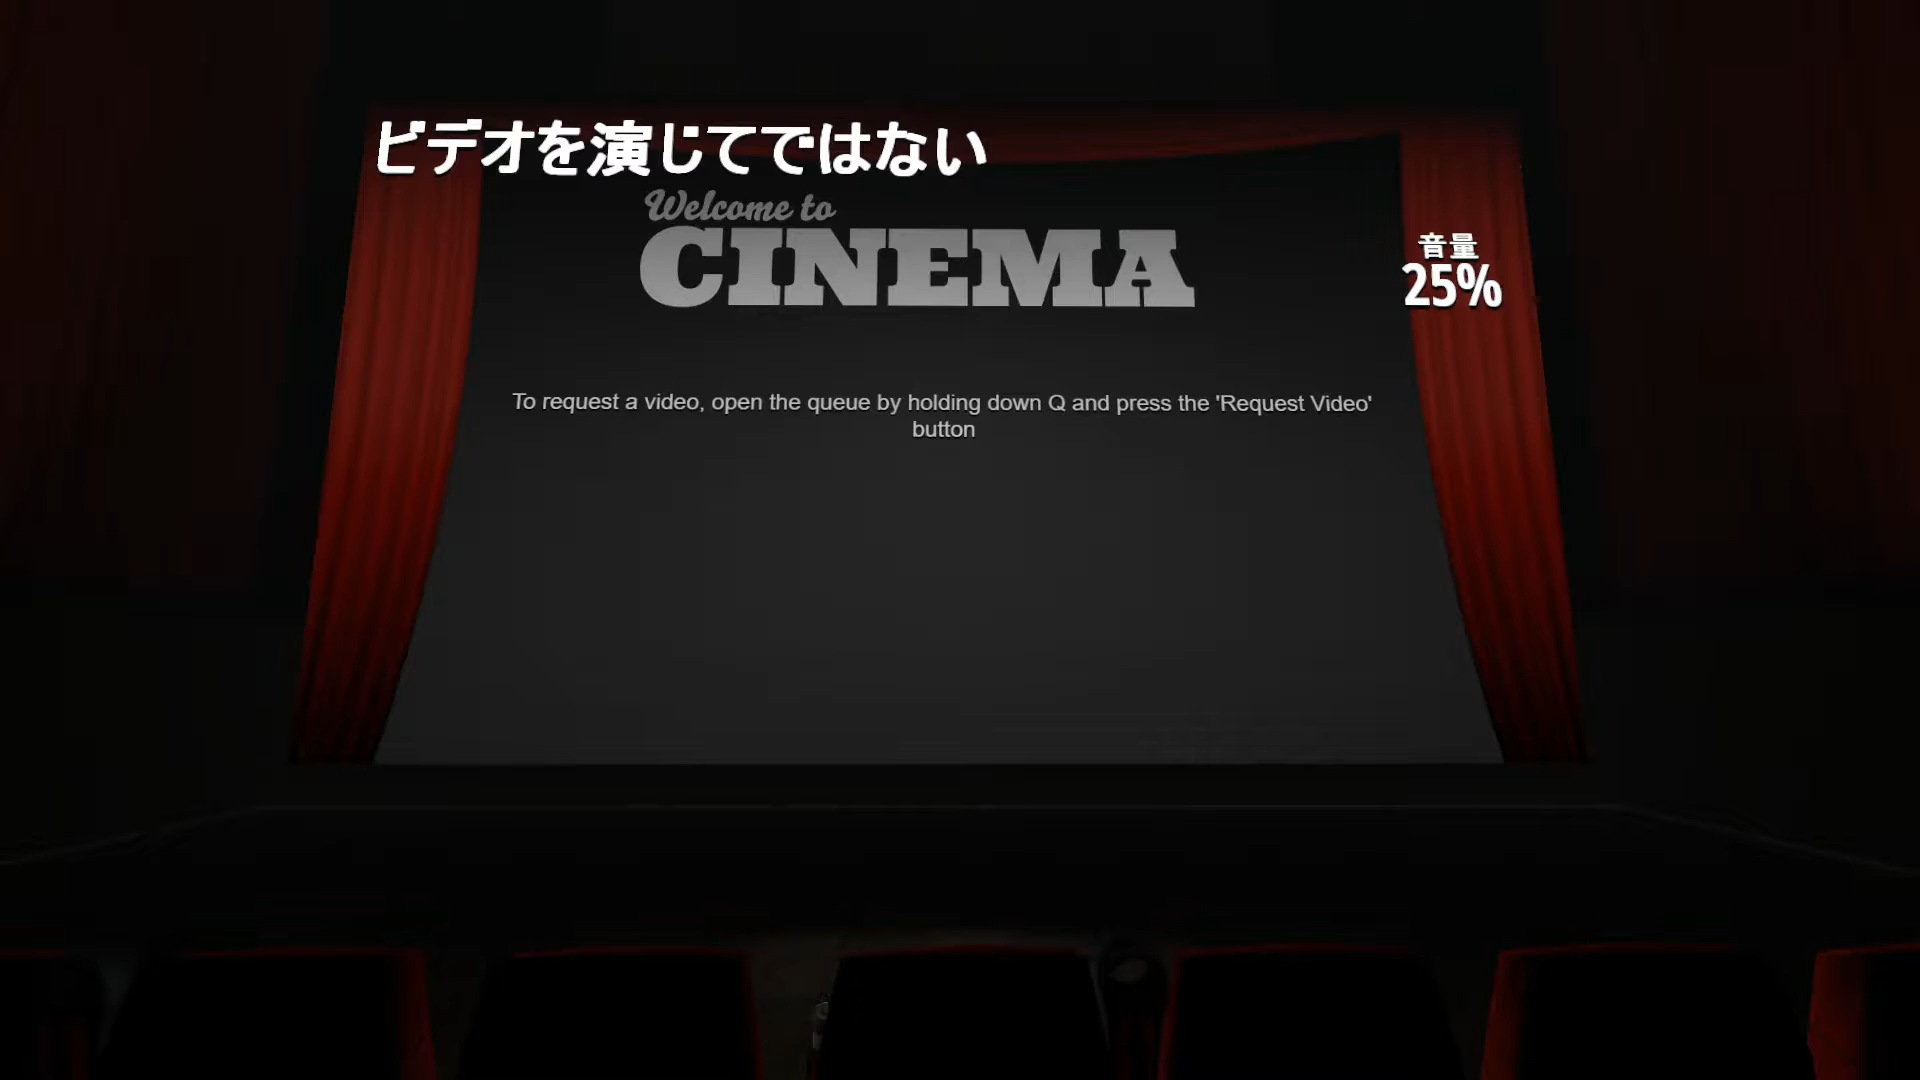 ビデオを演じてではない
Welcome to
CINEMA
音量
25%
To request a video, open the queue by holding down Q and press the 'Request Video'
button